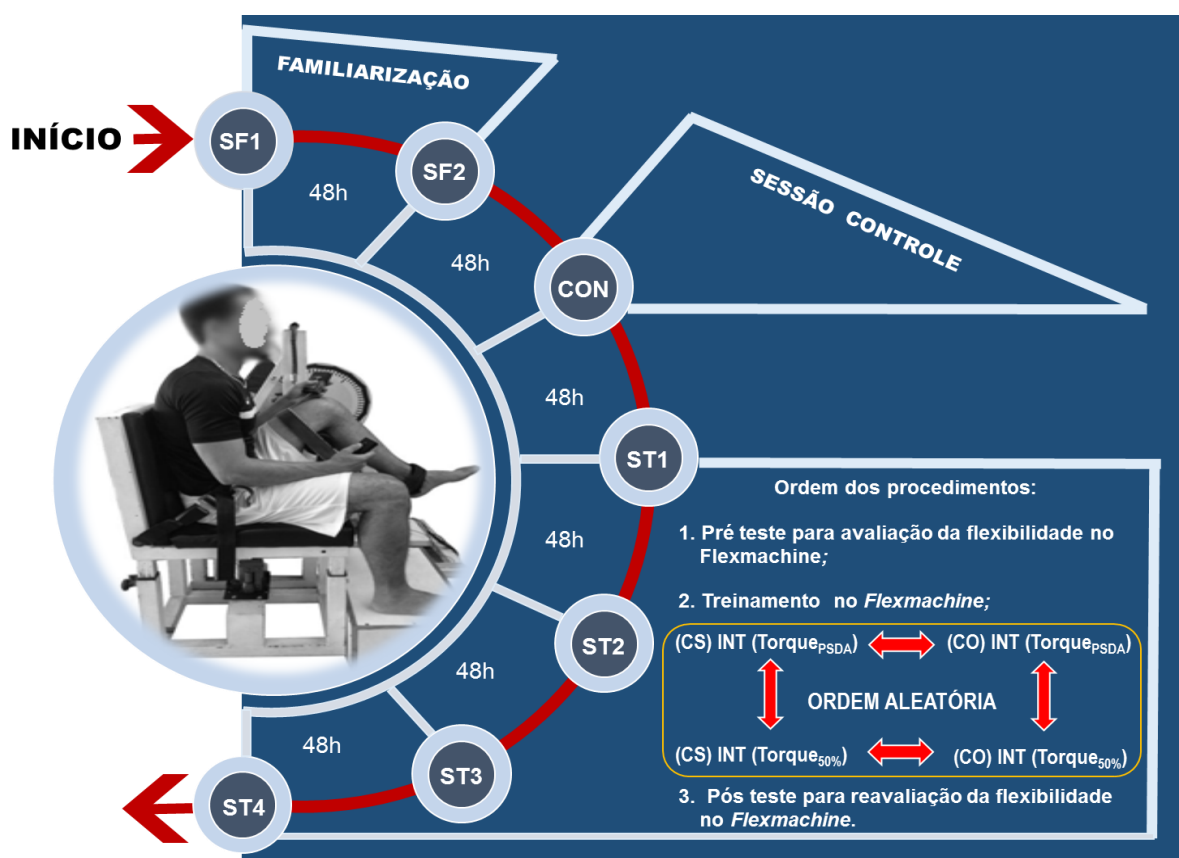 FAMILIARIZAÇÃO
INÍCIO
SF1
SF2
48h
48h
SESSÃO CONTROLE
CON
48h
ST1
Ordem dos procedimentos:
1. Pré teste para avaliação da flexibilidade no
Flexmachine;
48h
2. Treinamento no Flexmachine;
(CS) INT (TorquePSDA) (CO) INT (TorquePSDA)
ST2
48h
ORDEM ALEATÓRIA
(CS) INT (Torque50%) (CO) INT (Torque50%)
48h
ST3
ST4
3. Pós teste para reavaliação da flexibilidade
no Flexmachine.